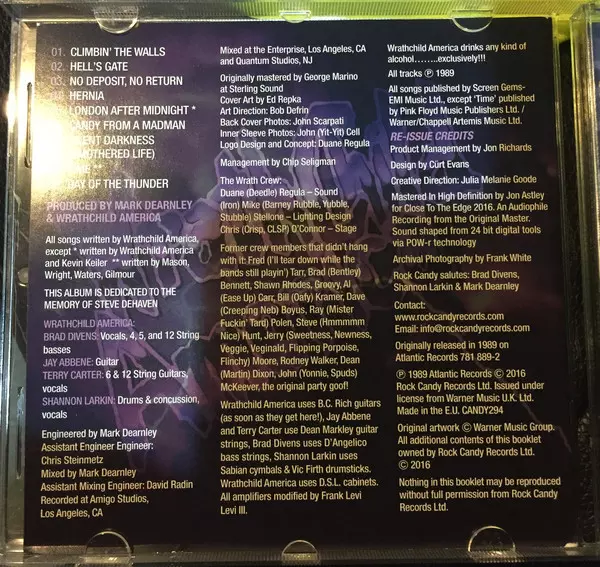 01. CLIMBIN' THE WALLS
02. HELL'S GATE
03. NO DEPOSIT, NO RETURN
10. HERNIA
LONDON AFTER MIDNIGHT *
CANDY FROM A MADMAN
SILENT DARKNESS
(SMOTHERED LIFE)
**
DAY OF THE THUNDER
PRODUCED BY MARK DEARNLEY
& WRATHCHILD AMERICA
All songs written by Wrathchild America,
except * written by Wrathchild America
and Kevin Keiler ** written by Mason,
Wright, Waters, Gilmour
THIS ALBUM IS DEDICATED TO THE
MEMORY OF STEVE DEHAVEN
WRATHCHILD AMERICA:
BRAD DIVENS: Vocals, 4, 5, and 12 String
basses
JAY ABBENE: Guitar
TERRY CARTER: 6 & 12 String Guitars,
vocals
SHANNON LARKIN: Drums & concussion,
vocals
Engineered by Mark Dearnley
Assistant Engineer Engineer:
Chris Steinmetz
Mixed by Mark Dearnley
Assistant Mixing Engineer: David Radin
Recorded at Amigo Studios,
Los Angeles, CA
Mixed at the Enterprise, Los Angeles, CA
and Quantum Studios, NJ
Originally mastered by George Marino
at Sterling Sound
Cover Art by Ed Repka
Art Direction: Bob Defrin
Back Cover Photos: John Scarpati
Inner Sleeve Photos: John (Yit-Yit) Cell
Logo Design and Concept: Duane Regula
Management by Chip Seligman
The Wrath Crew:
Duane (Deedle) Regula – Sound
(Iron) Mike (Barney Rubble, Yubble,
Stubble) Stellone – Lighting Design
Chris (Crisp, CLSP) O'Connor – Stage
Former crew members that didn't hang
with it: Fred (I'll tear down while the
bands still playing') Tarr, Brad (Bentley)
Bennett, Shawn Rhodes, Groovy, Al
(Ease Up) Carr, Bill (Oafy) Kramer, Dave
(Creeping Neb) Boyus, Ray (Mister
Fuckin' Tard) Polen, Steve (Hmmmmm
Nice) Hunt, Jerry (Sweetness, Newness,
Veggie, Veginald, Flipping Porpoise,
Flinchy) Moore, Rodney Walker, Dean
(Martin) Dixon, John (Yonnie, Spuds)
McKeever, the original party goof!
Wrathchild America uses B.C. Rich guitars
(as soon as they get here!), Jay Abbene
and Terry Carter use Dean Markley guitar
strings, Brad Divens uses D'Angelico
bass strings, Shannon Larkin uses
Sabian cymbals & Vic Firth drumsticks.
Wrathchild America uses D.S.L. cabinets.
All amplifiers modified by Frank Levi
Levi III.
Wrathchild America drinks any kind of
alcohol........exclusively!!!
All tracks ℗ 1989
All songs published by Screen Gems-
EMI Music Ltd., except 'Time' published
by Pink Floyd Music Publishers Ltd. /
Warner/Chappell Artemis Music Ltd.
RE-ISSUE CREDITS
Product Management by Jon Richards
Design by Cürt Evans
Creative Direction: Julia Melanie Goode
Mastered In High Definition by Jon Astley
for Close To The Edge 2016. An Audiophile
Recording from the Original Master.
Sound shaped from 24 bit digital tools
via POW-r technology
Archival Photography by Frank White
Rock Candy salutes: Brad Divens,
Shannon Larkin & Mark Dearnley
Contact:
www.rockcandyrecords.com
Email: info@rockcandyrecords.com
Originally released in 1989 on
Atlantic Records 781 889-2
℗ 1989 Atlantic Records © 2016
Rock Candy Records Ltd. Issued under
license from Warner Music U.K. Ltd.
Made in the E.U. CANDY294
Original artwork © Warner Music Group.
All additional contents of this booklet
owned by Rock Candy Records Ltd.
© 2016
Nothing in this booklet may be reproduced
without full permission from Rock Candy
Records Ltd.